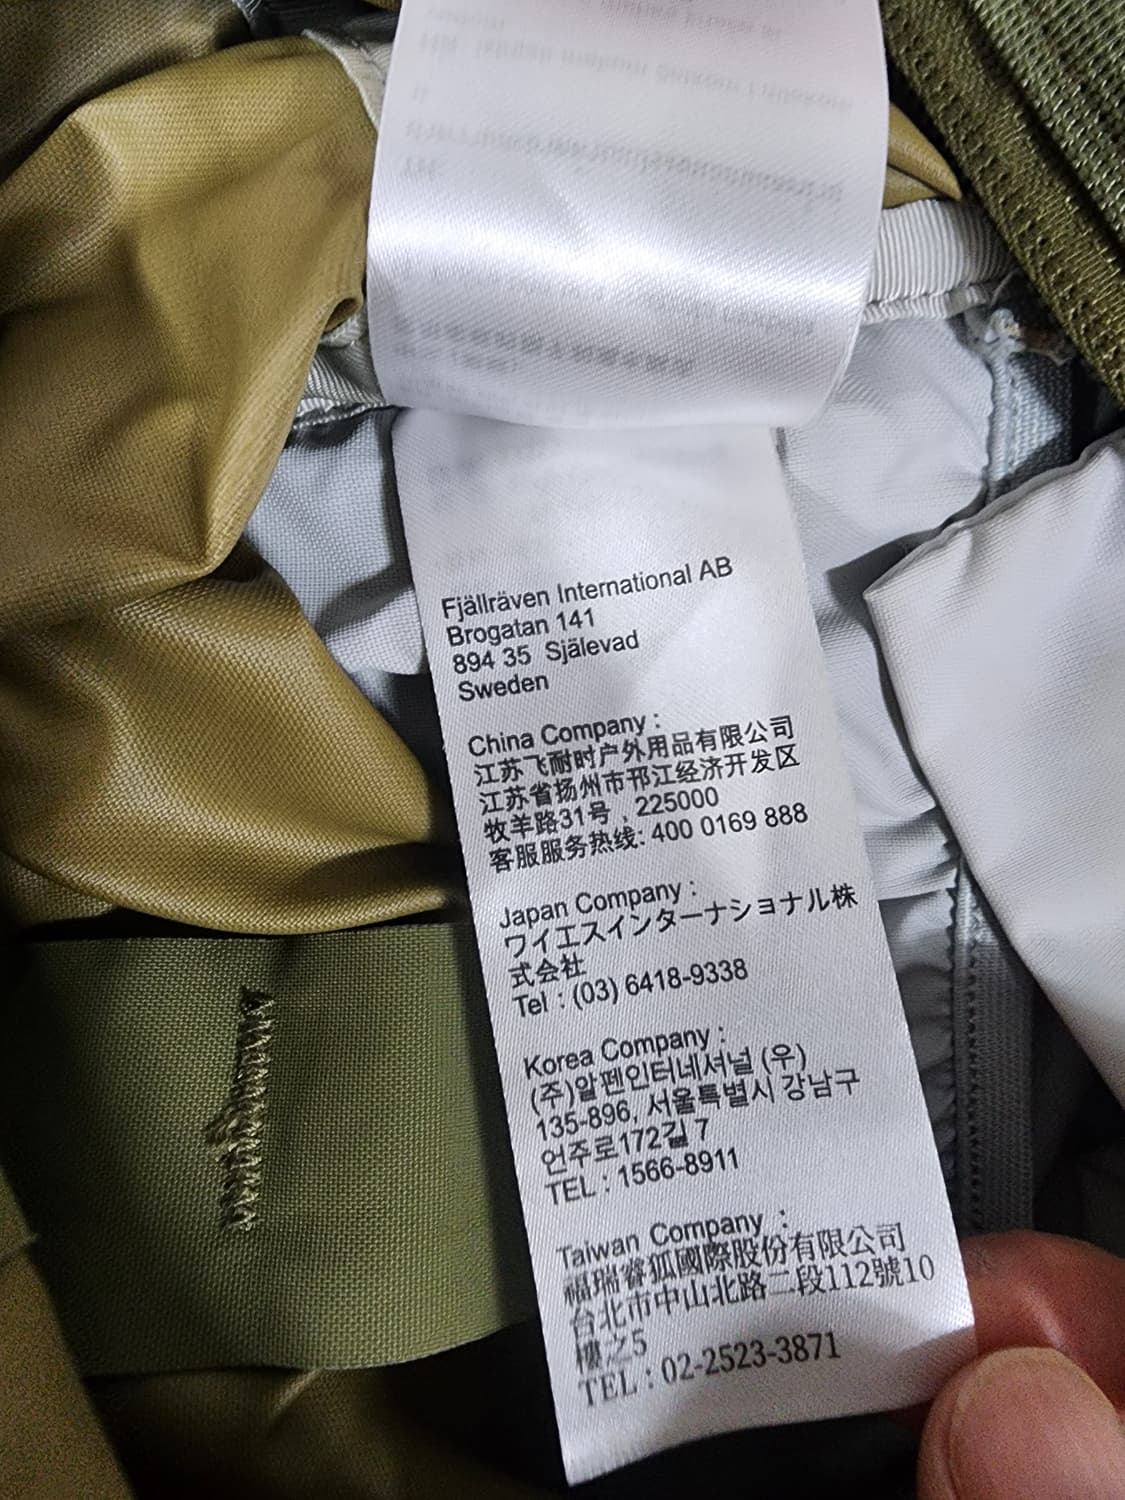 Fjällräven International AB
Brogatan 141
894 35 Själevad
Sweden
China Company :
江苏飞耐时户外用品有限公司
江苏省扬州市邗江经济开发区
牧羊路31号 , 225000
客服服务热线: 400 0169 888
Japan Company :
ワイエスインターナショナル株
式会社
Tel : (03) 6418-9338
Korea Company :
(주)알펜인터네셔널 (우)
135-896, 서울특별시 강남구
언주로172길 7
TEL : 1566-8911
Taiwan Company :
福瑞睿狐國際股份有限公司
台北市中山北路二段112號10
樓之5
TEL : 02-2523-3871